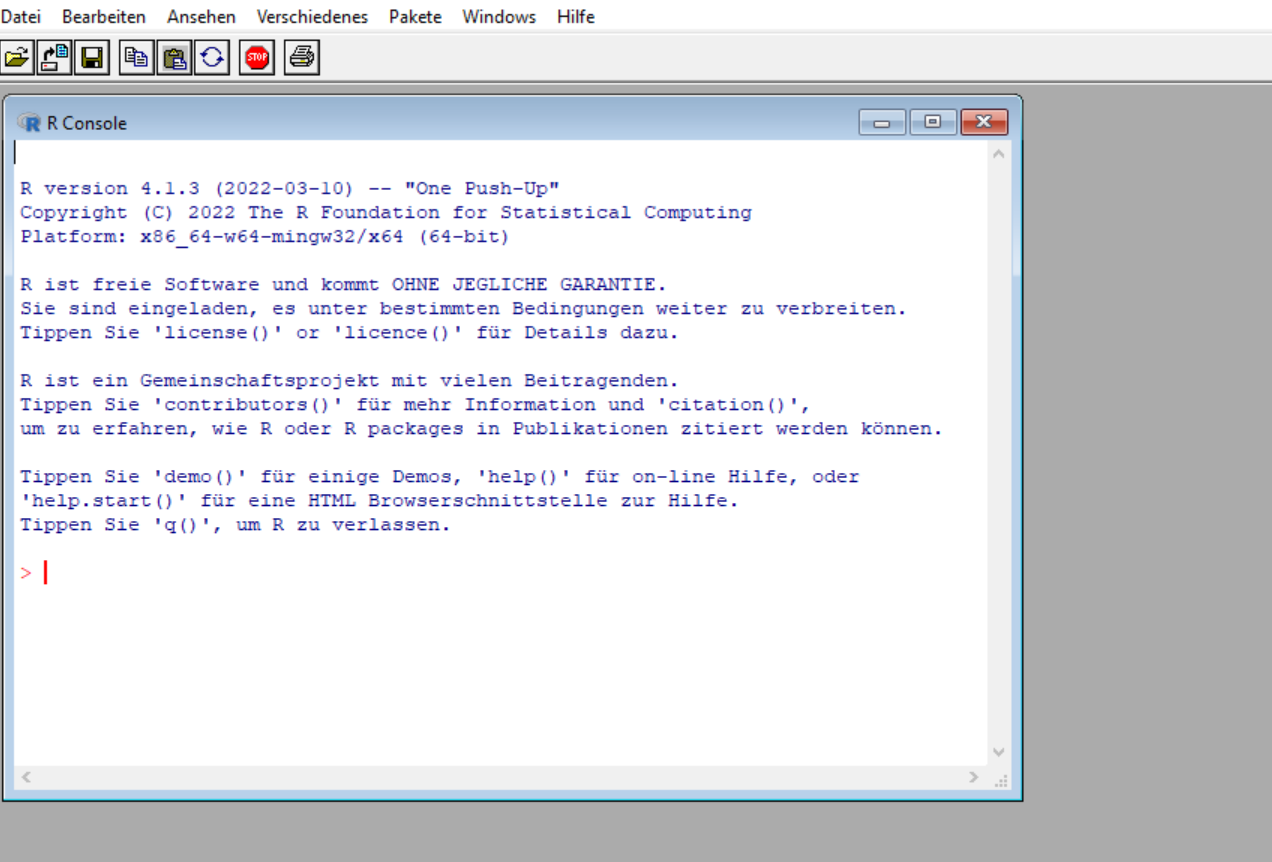 Datei Bearbeiten Ansehen Verschiedenes Pakete Windows Hilfe
STOP
R Console
R version 4.1.3 (2022-03-10) -- "One Push-Up"
Copyright (C) 2022 The R Foundation for Statistical Computing
Platform: x86_64-w64-mingw32/x64 (64-bit)
R ist freie Software und kommt OHNE JEGLICHE GARANTIE.
Sie sind eingeladen, es unter bestimmten Bedingungen weiter zu verbreiten.
Tippen Sie 'license()' or 'licence()' für Details dazu.
R ist ein Gemeinschaftsprojekt mit vielen Beitragenden.
Tippen Sie 'contributors()' für mehr Information und 'citation()',
um zu erfahren, wie R oder R packages in Publikationen zitiert werden können.
Tippen Sie 'demo()' für einige Demos, 'help()' für on-line Hilfe, oder
'help.start()' für eine HTML Browserschnittstelle zur Hilfe.
Tippen Sie 'q()', um R zu verlassen.
>